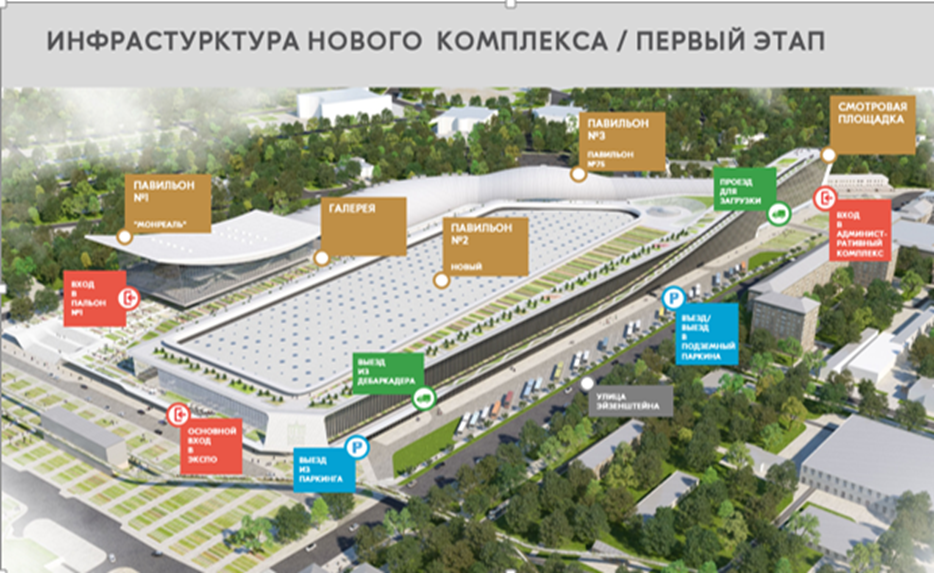 ИНФРАСТУРКТУРА НОВОГО КОМПЛЕКСА / ПЕРВЫЙ ЭТАП
СМОТРОВАЯ
ПЛОЩАДКА
ПАВИЛЬОН
№3
ПАВИЛЬОН
№75
ПАВИЛЬОН
№1
"МОНРЕАЛЬ"
ПРОЕЗД
ДЛЯ
ЗАГРУЗКИ
ГАЛЕРЕЯ
ВХОД
В
АДМИНИСТ-
РАТИВНЫЙ
КОМПЛЕКС
ПАВИЛЬОН
№2
НОВЫЙ
ВХОД
В
ПАЛЬОН
№1
P
ВЪЕЗД/
ВЫЕЗД
В
ПОДЗЕМНЫЙ
ПАРКИНА
ВЫЕЗД
ИЗ
ДЕБАРКАДЕРА
УЛИЦА
ЭЙЗЕНШТЕЙНА
ОСНОВНОЙ
ВХОД
В
ЭКСПО
P
ВЫЕЗД
ИЗ
ПАРКИНГА